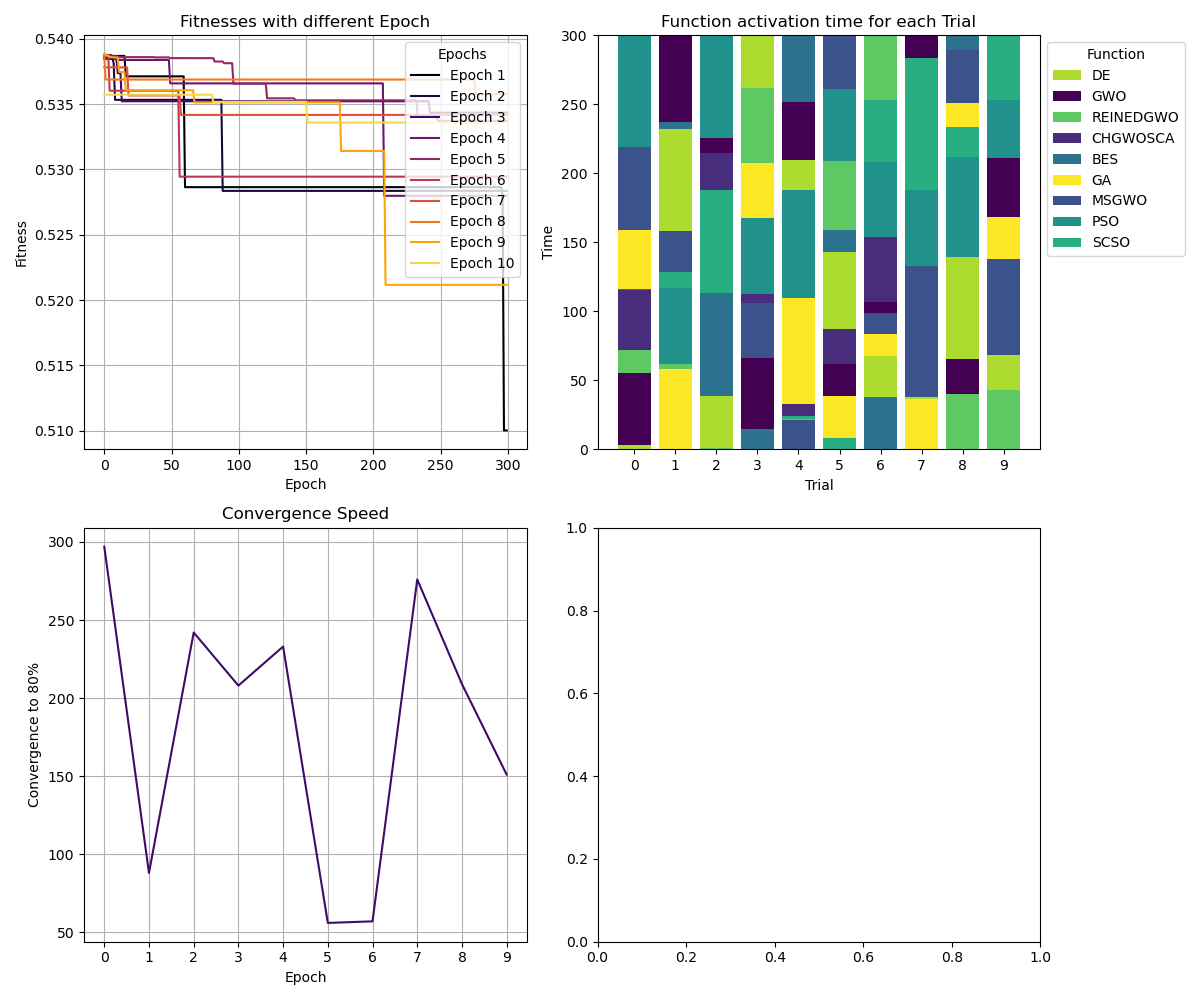 Fitnesses with different Epoch
0.540
0.535
0.530
0.525
0.520
0.515
0.510
Fitness
0 50 100 150 200 250 300
Epoch
Epochs
Epoch 1
Epoch 2
Epoch 3
Epoch 4
Epoch 5
Epoch 6
Epoch 7
Epoch 8
Epoch 9
Epoch 10
Function activation time for each Trial
300
250
200
150
100
50
0
Time
0 1 2 3 4 5 6 7 8 9
Trial
Function
DE
GWO
REINEDGWO
CHGWOSCA
BES
GA
MSGWO
PSO
SCSO
Convergence Speed
300
250
200
150
100
50
Convergence to 80%
0 1 2 3 4 5 6 7 8 9
Epoch
1.0
0.8
0.6
0.4
0.2
0.0
0.0 0.2 0.4 0.6 0.8 1.0